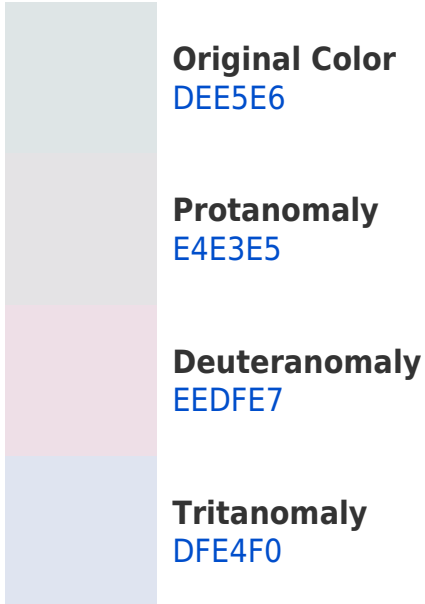 Original Color
DEE5E6
Protanomaly
E4E3E5
Deuteranomaly
EEDFE7
Tritanomaly
DFE4F0